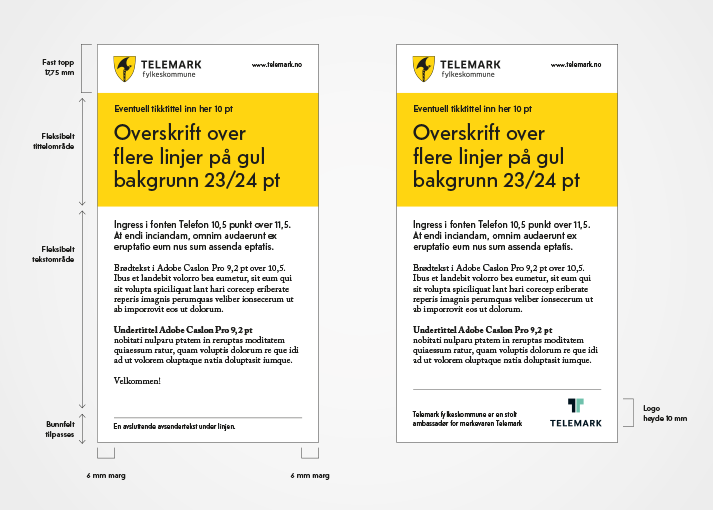 Fast topp
17,75 mm
Fleksibelt
tittelområde
Fleksibelt
tekstområde
Bunnfelt
tilpasses
TELEMARK
fylkeskommune
www.telemark.no
Eventuell tikktittel inn her 10 pt
Overskrift over
flere linjer på gul
bakgrunn 23/24 pt
Ingress i fonten Telefon 10,5 punkt over 11,5.
At endi inciandam, omnim audaerunt ex
eruptatio eum nus sum assenda eptatis.
Brødtekst i Adobe Caslon Pro 9,2 pt over 10,5.
Ibus et landebit volorro bea eumetur, sit eum qui
sit volupta spiciliquat lant hari corecep eriberate
reperis imagnis perumquas veliber ionsecerum ut
ab imporrovit eos ut dolorum.
Undertittel Adobe Caslon Pro 9,2 pt
nobitati nulparu ptatem in reruptas moditatem
quiaessum ratur, quam voluptis dolorum re que idi
ad ut volorem oluptaque natia doluptasit iumque.
Velkommen!
En avsluttende avsendertekst under linjen.
6 mm marg
6 mm marg
TELEMARK
fylkeskommune
www.telemark.no
Eventuell tikktittel inn her 10 pt
Overskrift over
flere linjer på gul
bakgrunn 23/24 pt
Ingress i fonten Telefon 10,5 punkt over 11,5.
At endi inciandam, omnim audaerunt ex
eruptatio eum nus sum assenda eptatis.
Brødtekst i Adobe Caslon Pro 9,2 pt over 10,5.
Ibus et landebit volorro bea eumetur, sit eum qui
sit volupta spiciliquat lant hari corecep eriberate
reperis imagnis perumquas veliber ionsecerum ut
ab imporrovit eos ut dolorum.
Undertittel Adobe Caslon Pro 9,2 pt
nobitati nulparu ptatem in reruptas moditatem
quiaessum ratur, quam voluptis dolorum re que idi
ad ut volorem oluptaque natia doluptasit iumque.
Telemark fylkeskommune er en stolt
ambassadør for merkevaren Telemark
TELEMARK
Logo
høyde 10 mm